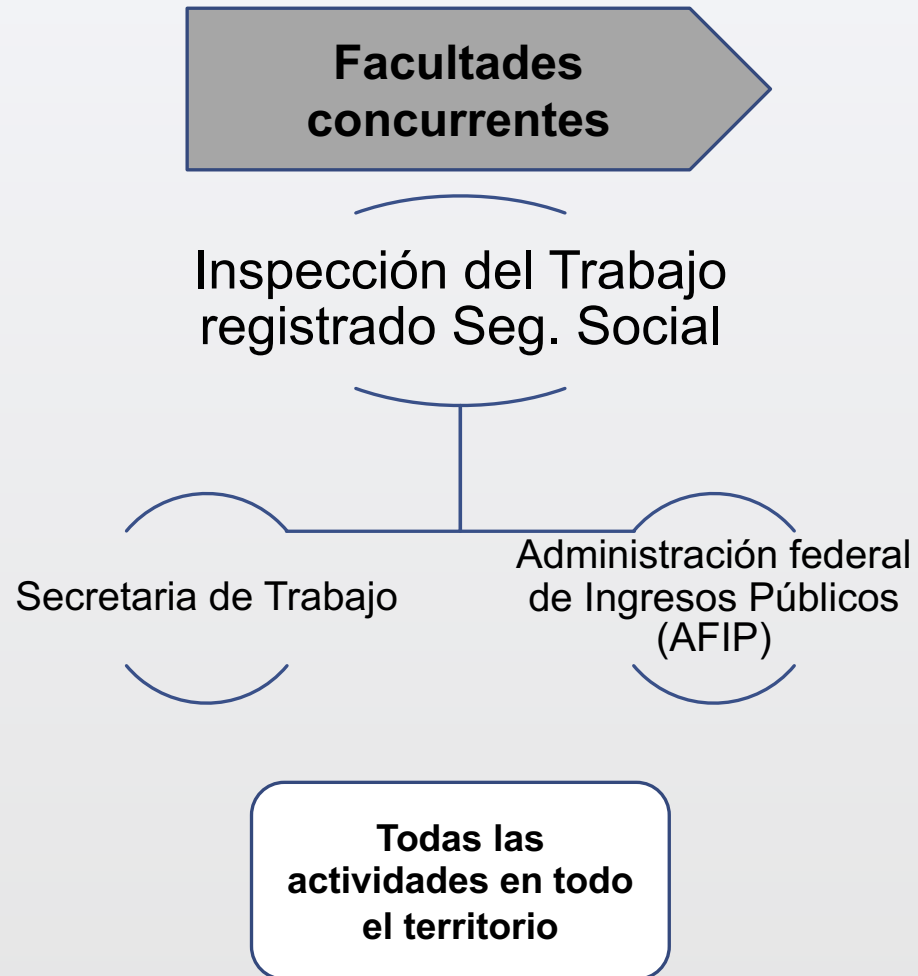 Facultades
concurrentes
Inspección del Trabajo
registrado Seg. Social
Secretaria de Trabajo
Administración federal
de Ingresos Públicos
(AFIP)
Todas las
actividades en todo
el territorio